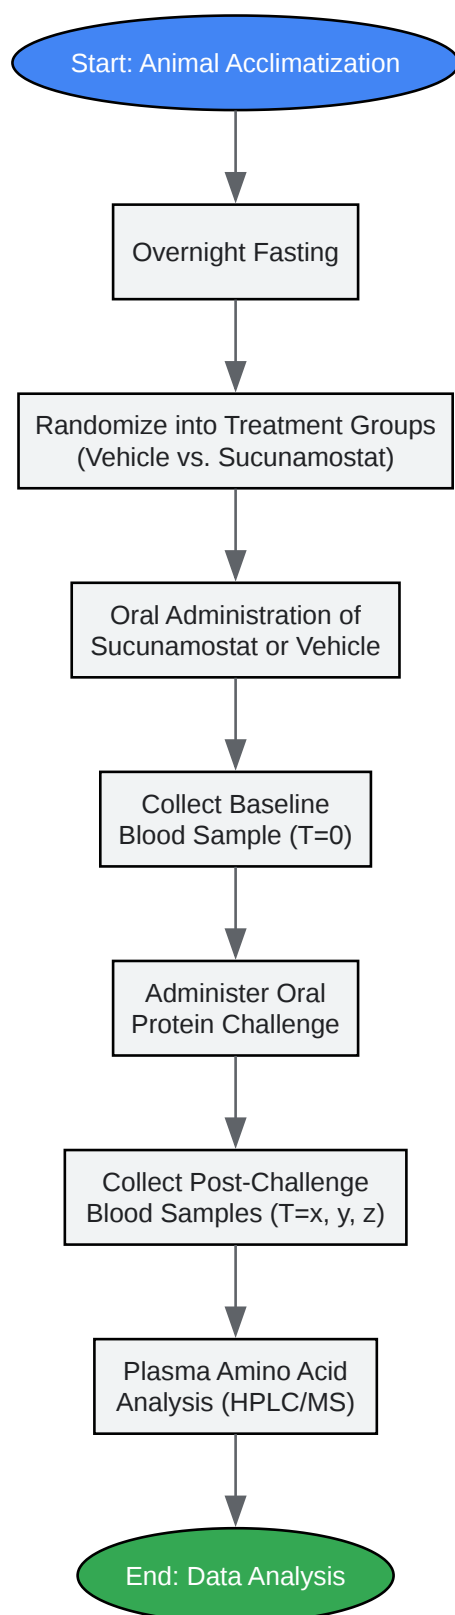 Start: Animal Acclimatization
Overnight Fasting
Randomize into Treatment Groups
(Vehicle vs. Sucunamostat)
Oral Administration of
Sucunamostat or Vehicle
Collect Baseline
Blood Sample (T=0)
Administer Oral
Protein Challenge
Collect Post-Challenge
Blood Samples (T=x, y, z)
Plasma Amino Acid
Analysis (HPLC/MS)
End: Data Analysis